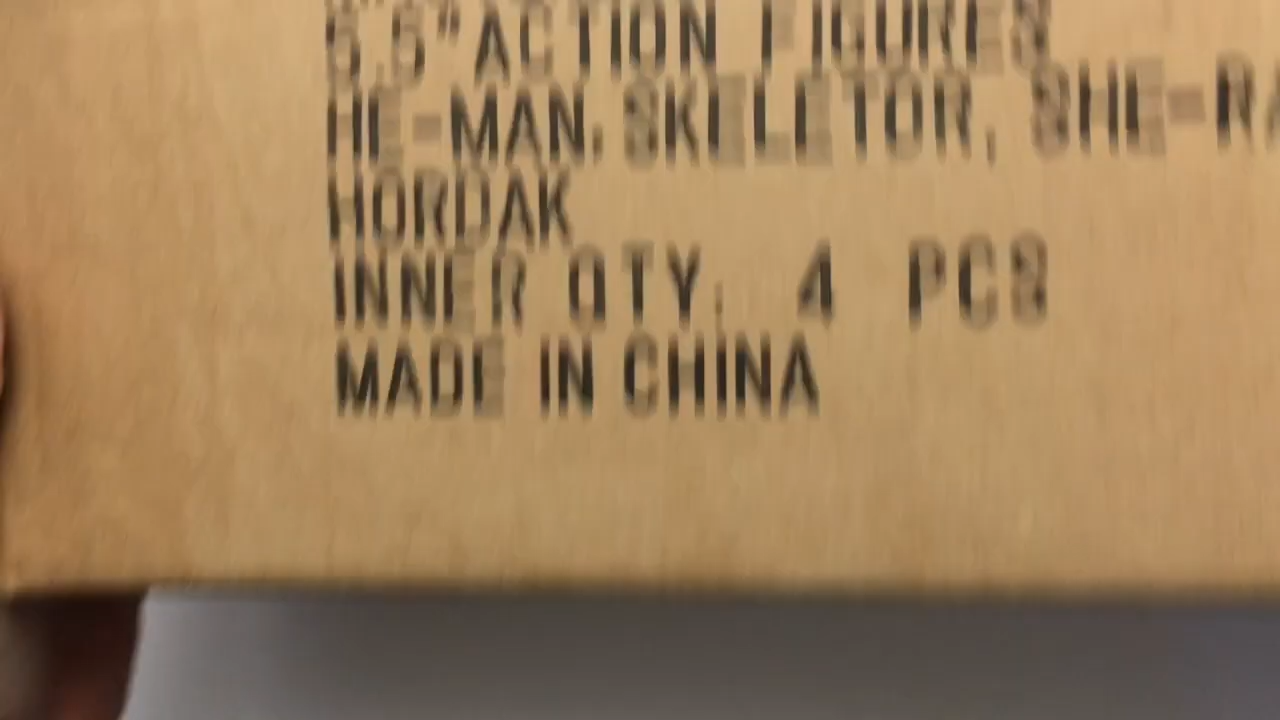 5.5" ACTION FIGURES
HE-MAN, SKELETOR, SHE-RA
HORDAK
INNER QTY: 4 PCS
MADE IN CHINA